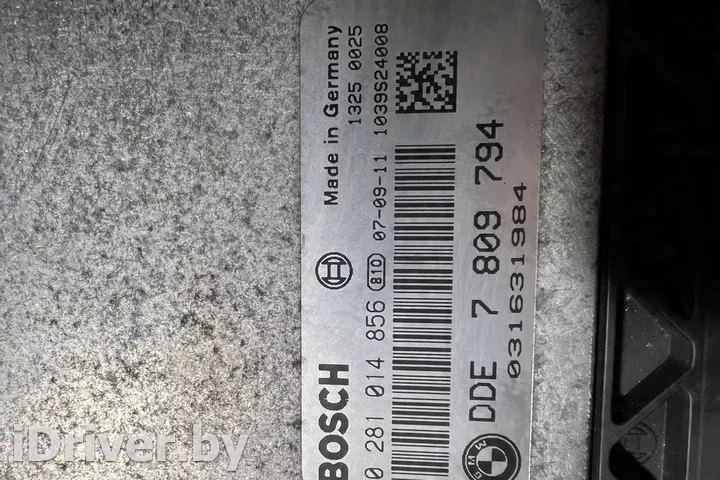 Made in Germany
1325 0025
BOSCH
0 281 014 856 810 07-09-11 1039S24008
DDE 7 809 794
031631984
BMW
iDriver.by